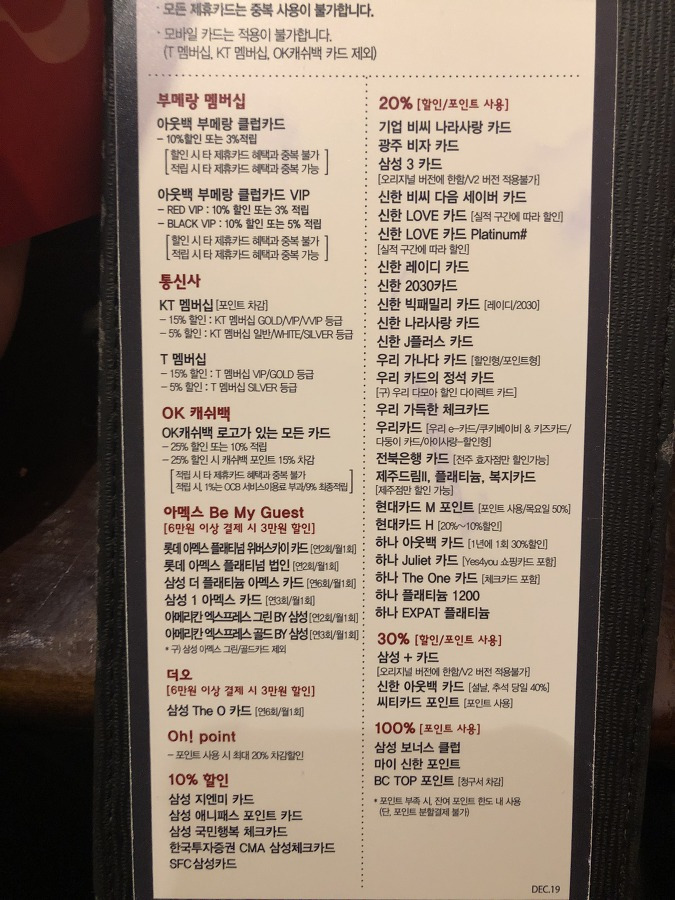 · 모든 제휴카드는 중복 사용이 불가합니다.
· 모바일 카드는 적용이 불가합니다.
(T 멤버십, KT 멤버십, OK캐쉬백 카드 제외)
부메랑 멤버십
아웃백 부메랑 클럽카드
- 10%할인 또는 3%적립
[할인 시 타 제휴카드 혜택과 중복 불가
적립 시 타 제휴카드 혜택과 중복 가능]
아웃백 부메랑 클럽카드 VIP
- RED VIP : 10% 할인 또는 3% 적립
- BLACK VIP : 10% 할인 또는 5% 적립
[할인 시 타 제휴카드 혜택과 중복 불가
적립 시 타 제휴카드 혜택과 중복 가능]
통신사
KT 멤버십 [포인트 차감]
- 15% 할인 : KT 멤버십 GOLD/VIP/VVIP 등급
- 5% 할인 : KT 멤버십 일반/WHITE/SILVER 등급
T 멤버십
- 15% 할인 : T 멤버십 VIP/GOLD 등급
- 5% 할인 : T 멤버십 SILVER 등급
OK 캐쉬백
OK캐쉬백 로고가 있는 모든 카드
- 25% 할인 또는 10% 적립
- 25% 할인 시 캐쉬백 포인트 15% 차감
[적립 시 타 제휴카드 혜택과 중복 불가
적립 시, 1%는 OCB 서비스이용료 부과/9% 최종적립]
아멕스 Be My Guest
[6만원 이상 결제 시 3만원 할인]
롯데 아멕스 플래티넘 위버스카이 카드 [연2회/월1회]
롯데 아멕스 플래티넘 법인 [연2회/월1회]
삼성 더 플래티늄 아멕스 카드 [연6회/월1회]
삼성 1 아멕스 카드 [연3회/월1회]
아메리칸 엑스프레스 그린 BY 삼성 [연2회/월1회]
아메리칸 엑스프레스 골드 BY 삼성 [연3회/월1회]
* 구) 삼성 아멕스 그린/골드카드 제외
더오
[6만원 이상 결제 시 3만원 할인]
삼성 The O 카드 [연6회/월1회]
Oh! point
- 포인트 사용 시 최대 20% 차감할인
10% 할인
삼성 지엔미 카드
삼성 애니패스 포인트 카드
삼성 국민행복 체크카드
한국투자증권 CMA 삼성체크카드
SFC삼성카드
20% [할인/포인트 사용]
기업 비씨 나라사랑 카드
광주 비자 카드
삼성 3 카드
[오리지널 버전에 한함/V2 버전 적용불가]
신한 비씨 다음 세이버 카드
신한 LOVE 카드 [실적 구간에 따라 할인]
신한 LOVE 카드 Platinum#
[실적 구간에 따라 할인]
신한 레이디 카드
신한 2030카드
신한 빅패밀리 카드 [레이디/2030]
신한 나라사랑 카드
신한 J플러스 카드
우리 가나다 카드 [할인형/포인트형]
우리 카드의 정석 카드
[구) 우리 다모아 할인 다이렉트 카드]
우리 가득한 체크카드
우리카드 [우리 e-카드/쿠키베이비 & 키즈카드/
다둥이 카드/아이사랑-할인형]
전북은행 카드 [전주 효자점만 할인가능]
제주드림II, 플래티늄, 복지카드
[제주점만 할인 가능]
현대카드 M 포인트 [포인트 사용/목요일 50%]
현대카드 H [20%~10%할인]
하나 아웃백 카드 [1년에 1회 30%할인]
하나 Juliet 카드 [Yes4you 쇼핑카드 포함]
하나 The One 카드 [체크카드 포함]
하나 플래티늄 1200
하나 EXPAT 플래티늄
30% [할인/포인트 사용]
삼성 + 카드
[오리지널 버전에 한함/V2 버전 적용불가]
신한 아웃백 카드 [설날, 추석 당일 40%]
씨티카드 포인트 [포인트 사용]
100% [포인트 사용]
삼성 보너스 클럽
마이 신한 포인트
BC TOP 포인트 [청구서 차감]
* 포인트 부족 시, 잔여 포인트 한도 내 사용
(단, 포인트 분할결제 불가)
DEC.19